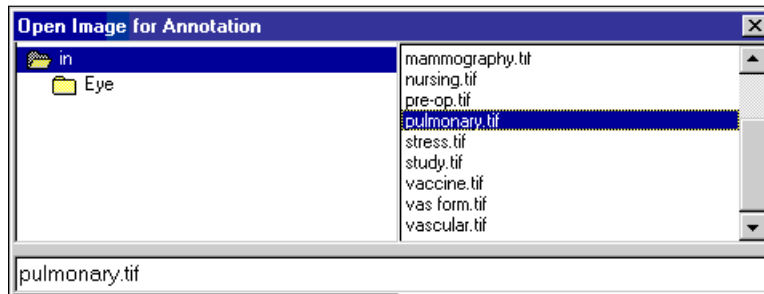 Open Image for Annotation
in
Eye
mammography.tif
nursing.tif
pre-op.tif
pulmonary.tif
stress.tif
study.tif
vaccine.tif
vas form.tif
vascular.tif
pulmonary.tif